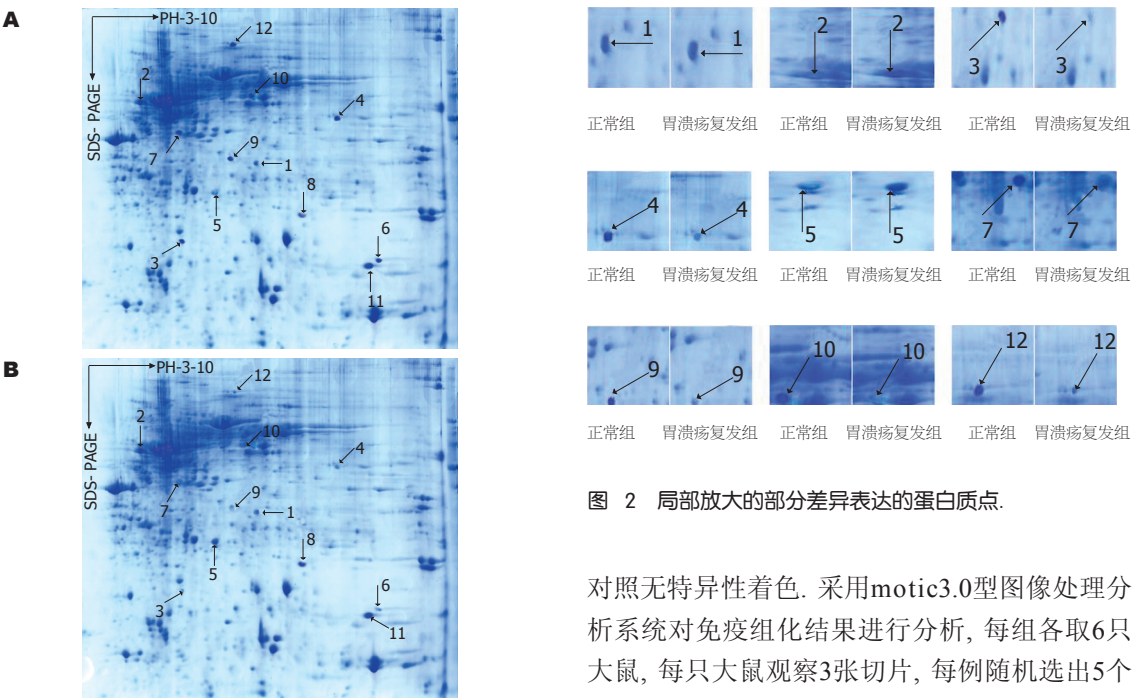 A
PH-3-10
SDS- PAGE
12
2
10
4
7
9
1
8
5
6
3
11
B
PH-3-10
SDS- PAGE
12
2
10
4
7
9
1
8
5
6
3
11
1 1 2 2 3 3
正常组 胃溃疡复发组 正常组 胃溃疡复发组 正常组 胃溃疡复发组
4 4 5 5 7 7
正常组 胃溃疡复发组 正常组 胃溃疡复发组 正常组 胃溃疡复发组
9 9 10 10 12 12
正常组 胃溃疡复发组 正常组 胃溃疡复发组 正常组 胃溃疡复发组
图 2 局部放大的部分差异表达的蛋白质点.
对照无特异性着色. 采用motic3.0型图像处理分
析系统对免疫组化结果进行分析, 每组各取6只
大鼠, 每只大鼠观察3张切片, 每例随机选出5个